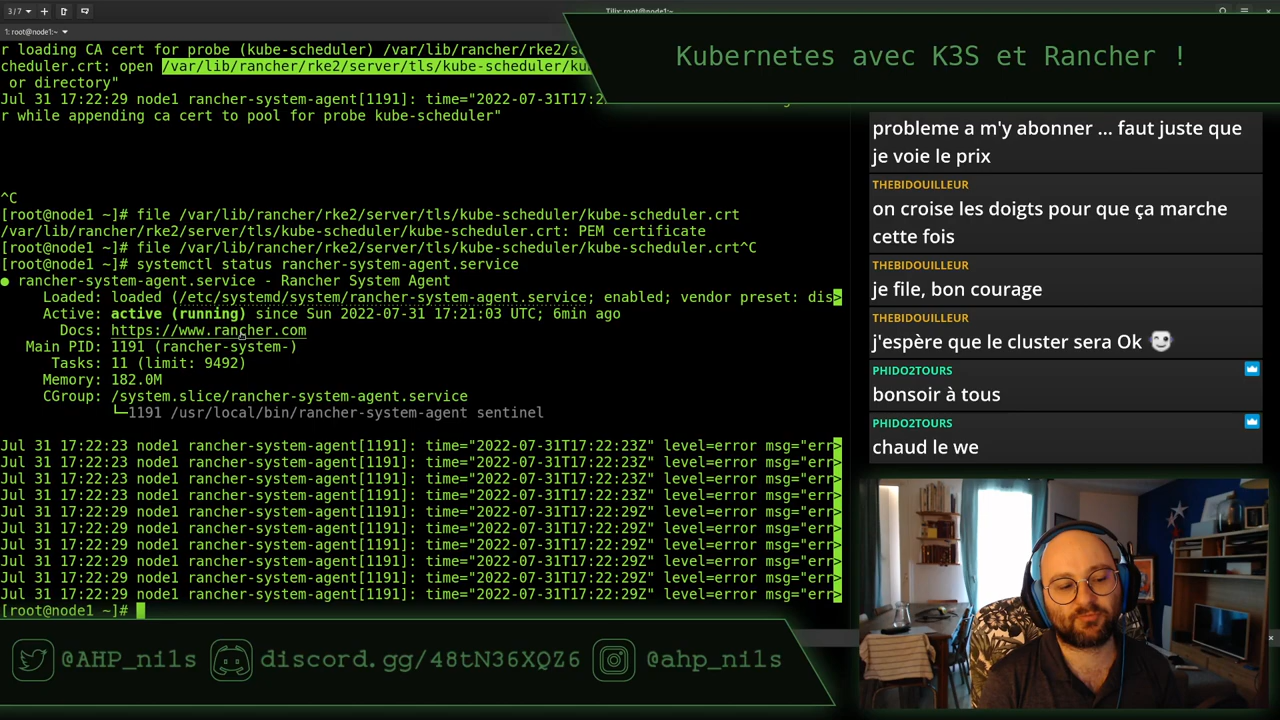 3/7
Tilix: root@node1:~
1: root@node1:~
r loading CA cert for probe (kube-scheduler) /var/lib/rancher/rke2/se
cheduler.crt: open /var/lib/rancher/rke2/server/tls/kube-scheduler/ku
or directory"
Jul 31 17:22:29 node1 rancher-system-agent[1191]: time="2022-07-31T17:2
r while appending ca cert to pool for probe kube-scheduler"
^C
[root@node1 ~]# file /var/lib/rancher/rke2/server/tls/kube-scheduler/kube-scheduler.crt
/var/lib/rancher/rke2/server/tls/kube-scheduler/kube-scheduler.crt: PEM certificate
[root@node1 ~]# file /var/lib/rancher/rke2/server/tls/kube-scheduler/kube-scheduler.crt^C
[root@node1 ~]# systemctl status rancher-system-agent.service
● rancher-system-agent.service - Rancher System Agent
Loaded: loaded (/etc/systemd/system/rancher-system-agent.service; enabled; vendor preset: dis>
Active: active (running) since Sun 2022-07-31 17:21:03 UTC; 6min ago
Docs: https://www.rancher.com
Main PID: 1191 (rancher-system-)
Tasks: 11 (limit: 9492)
Memory: 182.0M
CGroup: /system.slice/rancher-system-agent.service
└─1191 /usr/local/bin/rancher-system-agent sentinel
Jul 31 17:22:23 node1 rancher-system-agent[1191]: time="2022-07-31T17:22:23Z" level=error msg="err>
Jul 31 17:22:23 node1 rancher-system-agent[1191]: time="2022-07-31T17:22:23Z" level=error msg="err>
Jul 31 17:22:23 node1 rancher-system-agent[1191]: time="2022-07-31T17:22:23Z" level=error msg="err>
Jul 31 17:22:23 node1 rancher-system-agent[1191]: time="2022-07-31T17:22:23Z" level=error msg="err>
Jul 31 17:22:29 node1 rancher-system-agent[1191]: time="2022-07-31T17:22:29Z" level=error msg="err>
Jul 31 17:22:29 node1 rancher-system-agent[1191]: time="2022-07-31T17:22:29Z" level=error msg="err>
Jul 31 17:22:29 node1 rancher-system-agent[1191]: time="2022-07-31T17:22:29Z" level=error msg="err>
Jul 31 17:22:29 node1 rancher-system-agent[1191]: time="2022-07-31T17:22:29Z" level=error msg="err>
Jul 31 17:22:29 node1 rancher-system-agent[1191]: time="2022-07-31T17:22:29Z" level=error msg="err>
Jul 31 17:22:29 node1 rancher-system-agent[1191]: time="2022-07-31T17:22:29Z" level=error msg="err>
[root@node1 ~]#
Kubernetes avec K3S et Rancher !
probleme a m'y abonner ... faut juste que
je voie le prix
THEBIDOUILLEUR
on croise les doigts pour que ça marche
cette fois
THEBIDOUILLEUR
je file, bon courage
THEBIDOUILLEUR
j'espère que le cluster sera Ok
PHIDO2TOURS
bonsoir à tous
PHIDO2TOURS
chaud le we
@AHP_nils
discord.gg/48tN36XQZ6
@ahp_nils